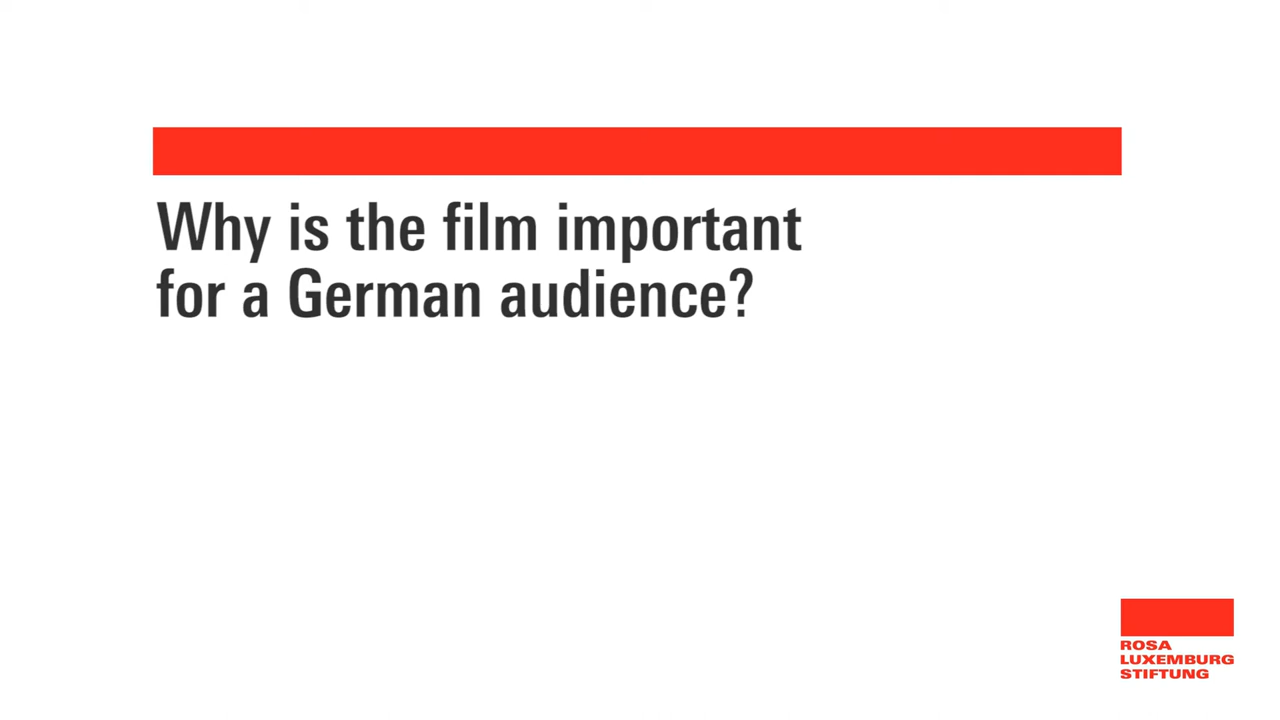 Why is the film important
for a German audience?
ROSA
LUXEMBURG
STIFTUNG